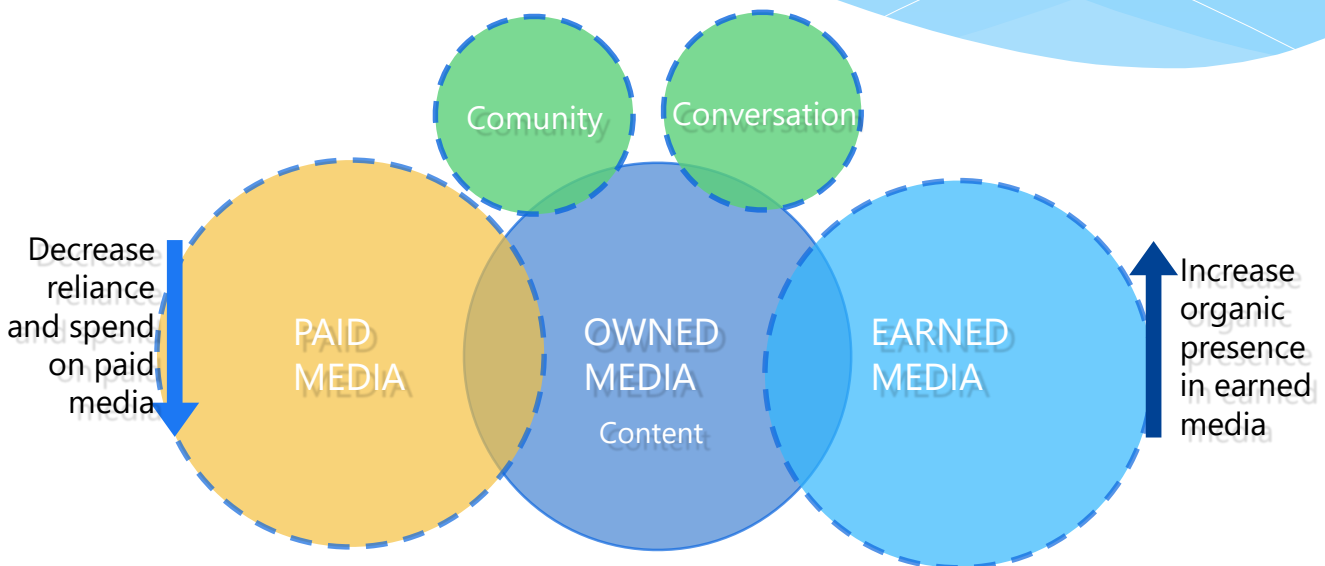 Comunity
Conversation
Decrease
reliance
and spend
on paid
media
PAID
MEDIA
OWNED
MEDIA
Content
EARNED
MEDIA
Increase
organic
presence
in earned
media